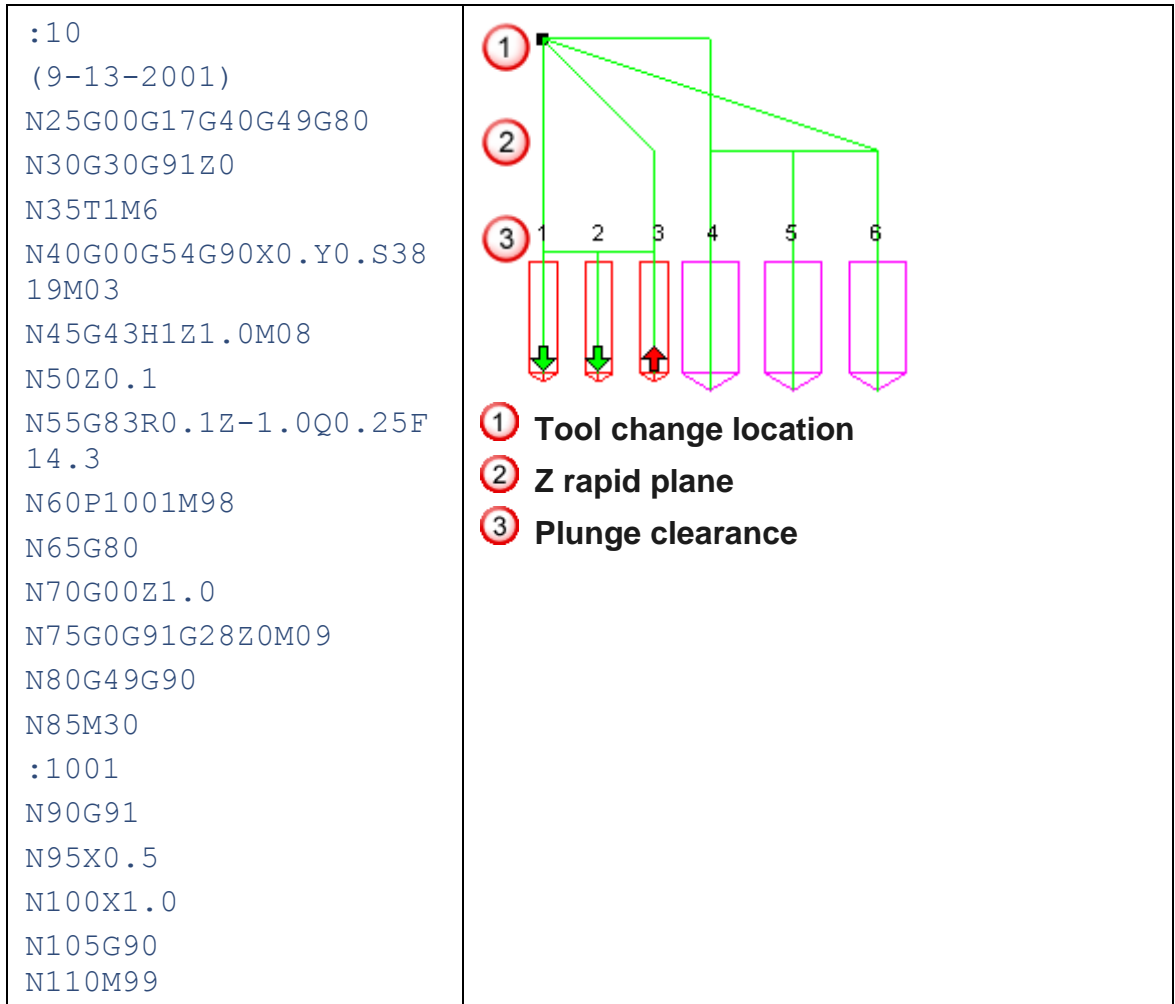 :10
(9-13-2001)
N25G00G17G40G49G80
N30G30G91Z0
N35T1M6
N40G00G54G90X0.Y0.S38
19M03
N45G43H1Z1.0M08
N50Z0.1
N55G83R0.1Z-1.0Q0.25F
14.3
N60P1001M98
N65G80
N70G00Z1.0
N75G0G91G28Z0M09
N80G49G90
N85M30
:1001
N90G91
N95X0.5
N100X1.0
N105G90
N110M99
1
2
3 1 2 3 4 5 6
1 Tool change location
2 Z rapid plane
3 Plunge clearance